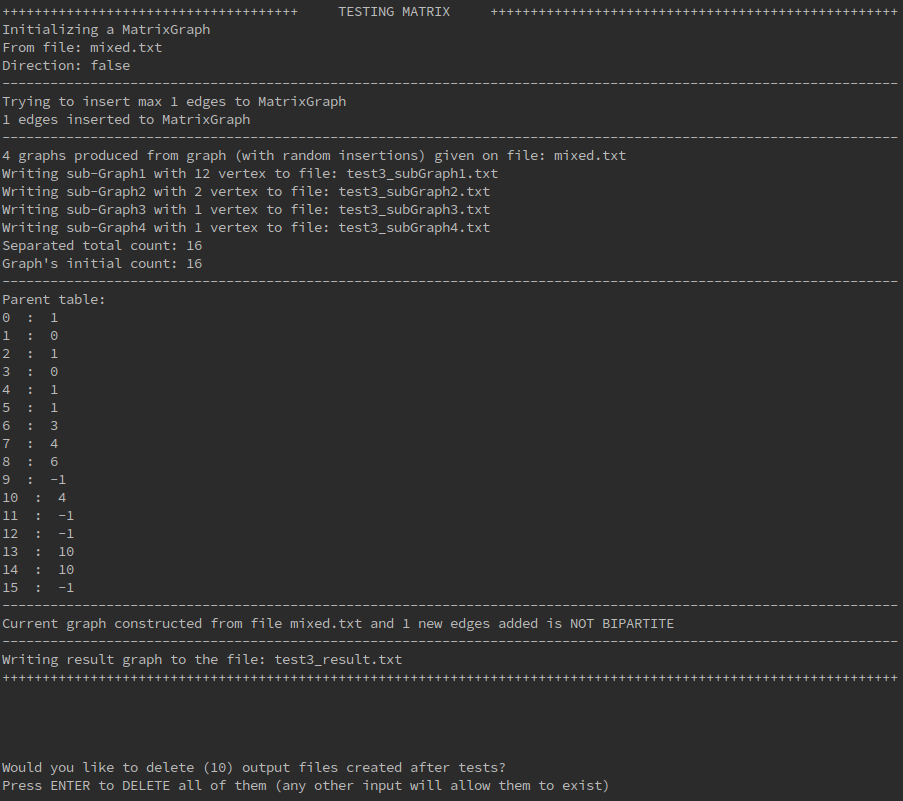 +++++++++++++++++++++++++++++++++++++     TESTING MATRIX     +++++++++++++++++++++++++++++++++++++++++++++++++++
Initializing a MatrixGraph
From file: mixed.txt
Direction: false
----------------------------------------------------------------------------------------------------------------
Trying to insert max 1 edges to MatrixGraph
1 edges inserted to MatrixGraph
----------------------------------------------------------------------------------------------------------------
4 graphs produced from graph (with random insertions) given on file: mixed.txt
Writing sub-Graph1 with 12 vertex to file: test3_subGraph1.txt
Writing sub-Graph2 with 2 vertex to file: test3_subGraph2.txt
Writing sub-Graph3 with 1 vertex to file: test3_subGraph3.txt
Writing sub-Graph4 with 1 vertex to file: test3_subGraph4.txt
Separated total count: 16
Graph's initial count: 16
----------------------------------------------------------------------------------------------------------------
Parent table:
0  :  1
1  :  0
2  :  1
3  :  0
4  :  1
5  :  1
6  :  3
7  :  4
8  :  6
9  :  -1
10  :  4
11  :  -1
12  :  -1
13  :  10
14  :  10
15  :  -1
----------------------------------------------------------------------------------------------------------------
Current graph constructed from file mixed.txt and 1 new edges added is NOT BIPARTITE
----------------------------------------------------------------------------------------------------------------
Writing result graph to the file: test3_result.txt
++++++++++++++++++++++++++++++++++++++++++++++++++++++++++++++++++++++++++++++++++++++++++++++++++++++++++++++++
Would you like to delete (10) output files created after tests?
Press ENTER to DELETE all of them (any other input will allow them to exist)